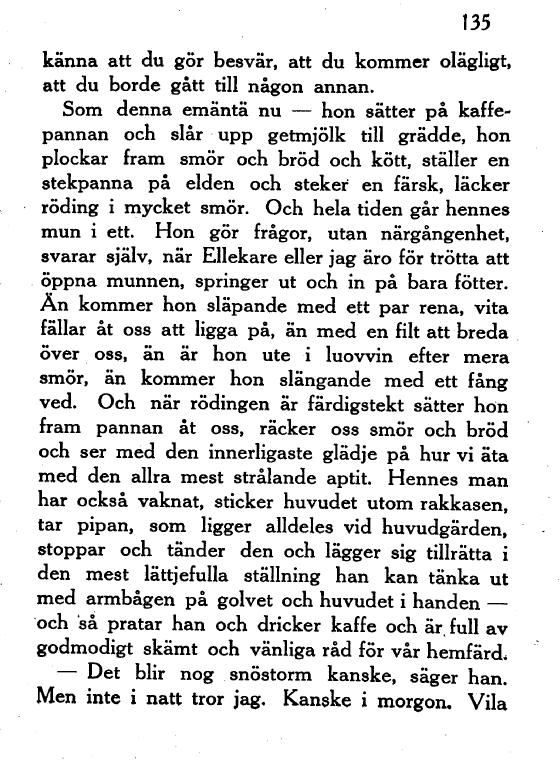 135
känna att du gör besvär, att du kommer olägligt,
att du borde gått till någon annan.
Som denna emäntä nu — hon sätter på kaffe-
pannan och slår upp getmjölk till grädde, hon
plockar fram smör och bröd och kött, ställer en
stekpanna på elden och steker en färsk, läcker
röding i mycket smör. Och hela tiden går hennes
mun i ett. Hon gör frågor, utan närgångenhet,
svarar själv, när Ellekare eller jag äro för trötta att
öppna munnen, springer ut och in på bara fötter.
Än kommer hon släpande med ett par rena, vita
fällar åt oss att ligga på, än med en filt att breda
över oss, än är hon ute i luovvin efter mera
smör, än kommer hon slängande med ett fång
ved. Och när rödingen är färdigstekt sätter hon
fram pannan åt oss, räcker oss smör och bröd
och ser med den innerligaste glädje på hur vi äta
med den allra mest strålande aptit. Hennes man
har också vaknat, sticker huvudet utom rakkasen,
tar pipan, som ligger alldeles vid huvudgärden,
stoppar och tänder den och lägger sig tillrätta i
den mest lättjefulla ställning han kan tänka ut
med armbågen på golvet och huvudet i handen —
och så pratar han och dricker kaffe och är full av
godmodigt skämt och vänliga råd för vår hemfärd.
— Det blir nog snöstorm kanske, säger han.
Men inte i natt tror jag. Kanske i morgon. Vila